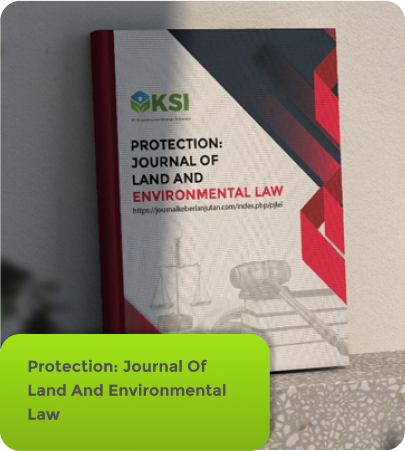 KSI
PROTECTION:
JOURNAL OF
LAND AND
ENVIRONMENTAL LAW
https://journalkeberlanjutan.com/index.php/pjlel
Protection: Journal Of
Land And Environmental
Law